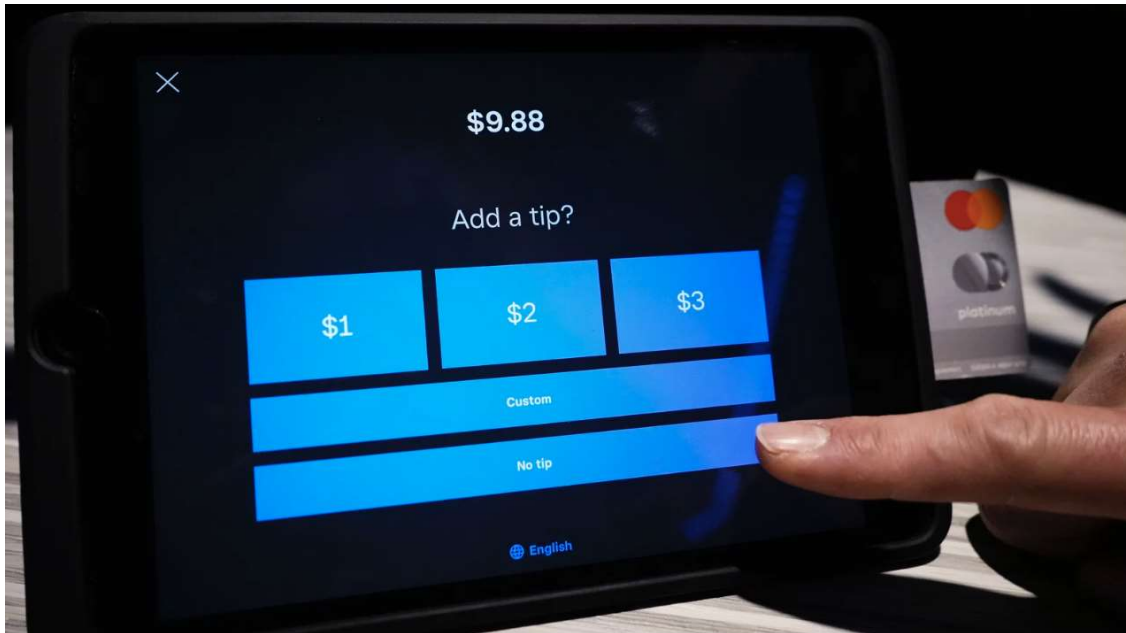 $9.88
Add a tip?
$1 $2 $3
Custom
No tip
English
platinum